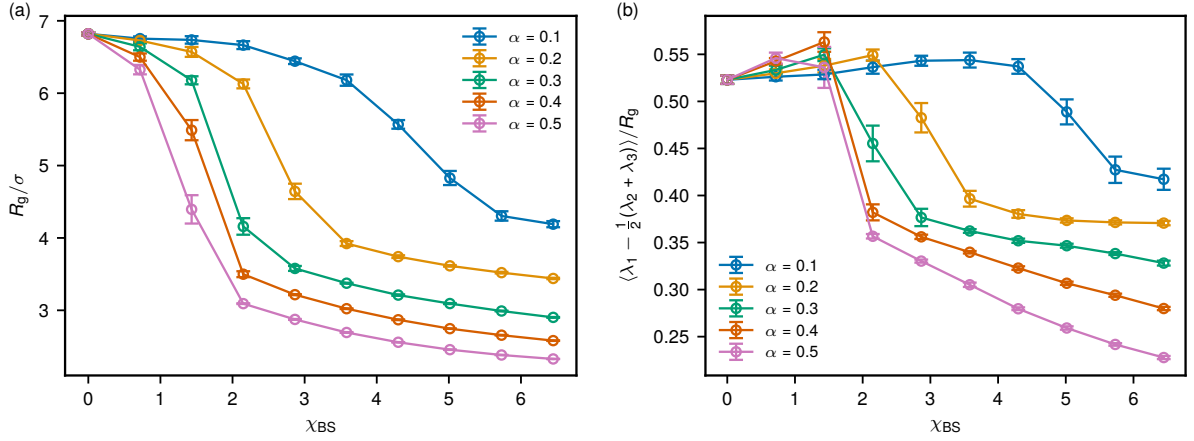 (a)
7
6
5
4
3
R_g/σ
0 1 2 3 4 5 6
χ_BS
α = 0.1
α = 0.2
α = 0.3
α = 0.4
α = 0.5
(b)
0.55
0.50
0.45
0.40
0.35
0.30
0.25
⟨λ₁ − ½(λ₂ + λ₃)⟩/R_g
0 1 2 3 4 5 6
χ_BS
α = 0.1
α = 0.2
α = 0.3
α = 0.4
α = 0.5